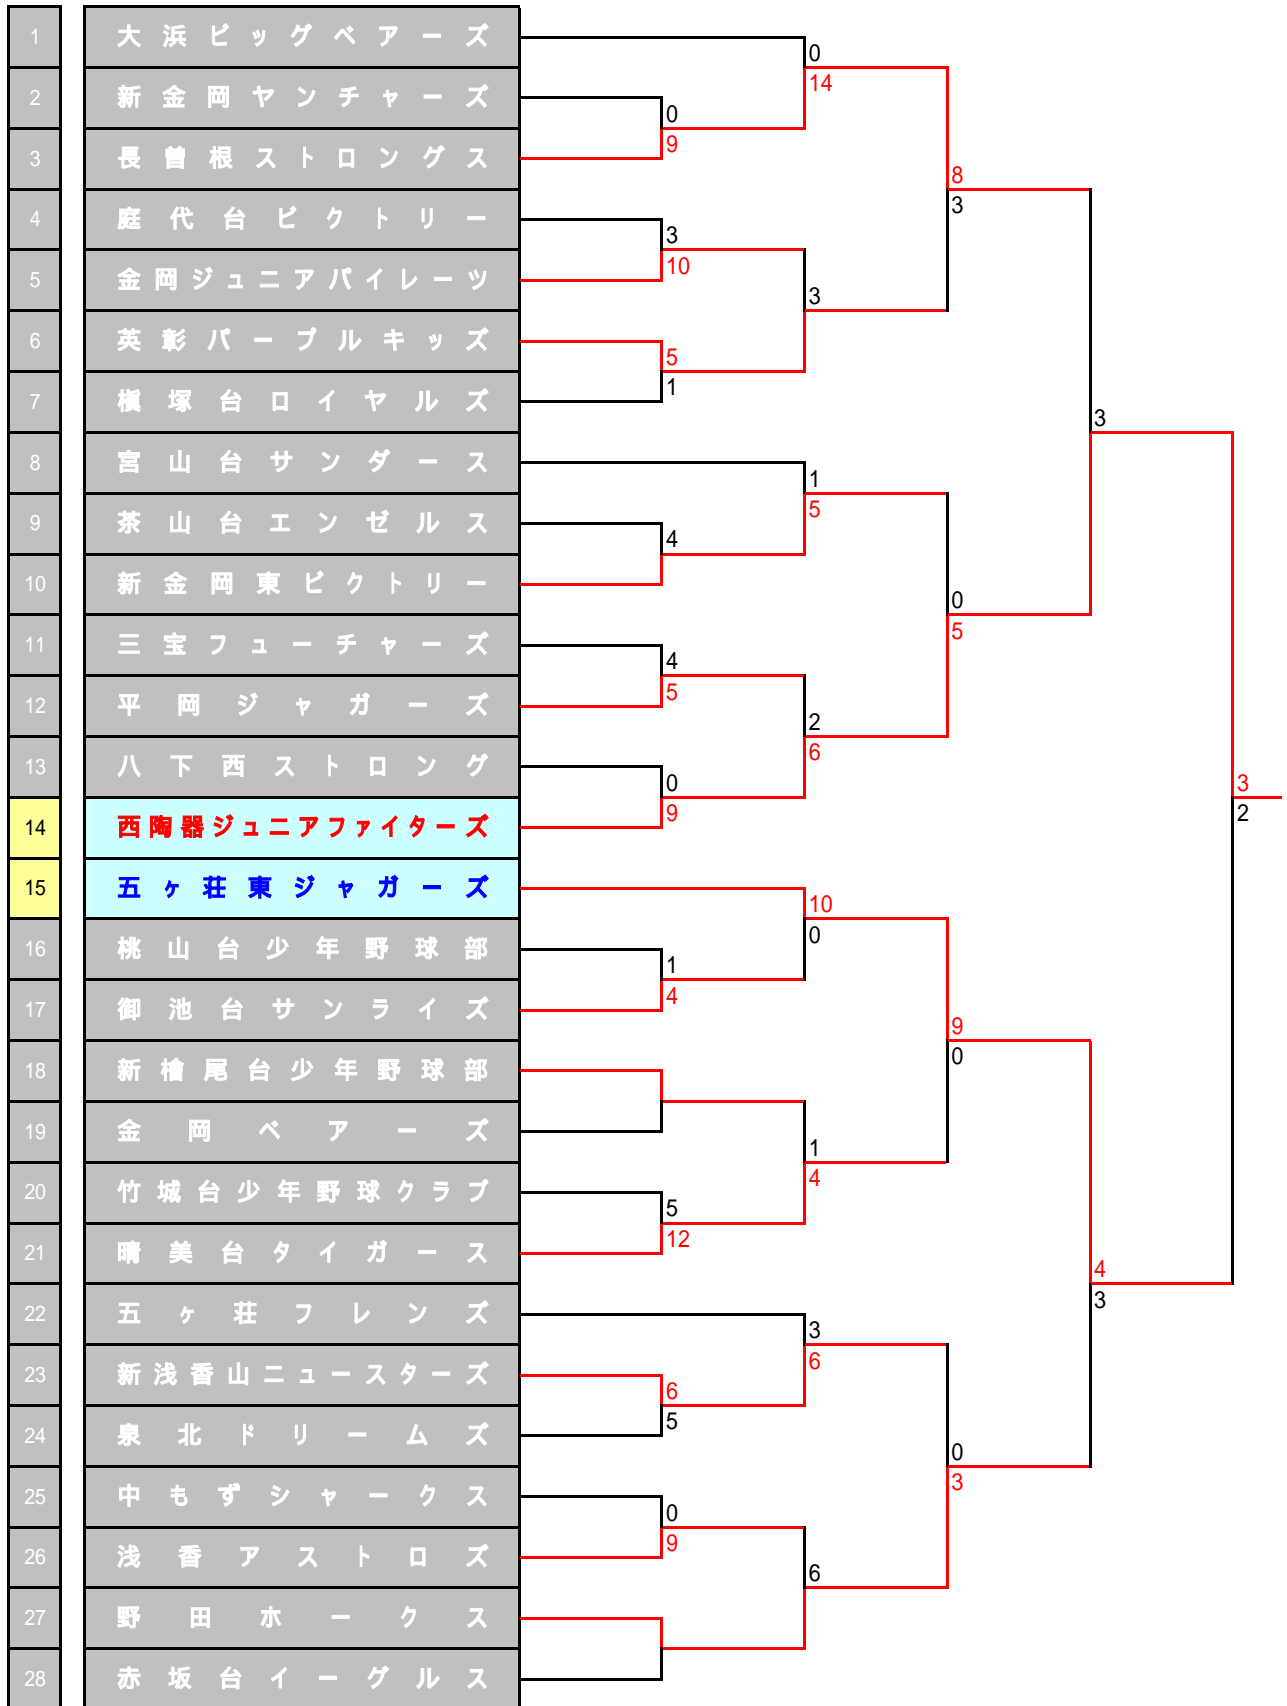 1 大浜ビッグベアーズ
0
14
2 新金岡ヤンチャーズ
0
9
3 長曽根ストロングス
8
3
4 庭代台ビクトリー
3
10
5 金岡ジュニアパイレーツ
3
6 英彰パープルキッズ
5
1
7 槇塚台ロイヤルズ
3
8 宮山台サンダース
1
5
9 茶山台エンゼルス
4
10 新金岡東ビクトリー
0
5
11 三宝フューチャーズ
4
5
12 平岡ジャガーズ
2
6
13 八下西ストロング
0
9
3
2
14 西陶器ジュニアファイターズ
15 五ヶ荘東ジャガーズ
10
0
16 桃山台少年野球部
1
4
17 御池台サンライズ
9
0
18 新檜尾台少年野球部
19 金岡ベアーズ
1
4
20 竹城台少年野球クラブ
5
12
21 晴美台タイガース
4
3
22 五ヶ荘フレンズ
3
6
23 新浅香山ニュースターズ
6
5
24 泉北ドリームズ
0
3
25 中もずシャークス
0
9
26 浅香アストロズ
6
27 野田ホークス
28 赤坂台イーグルス